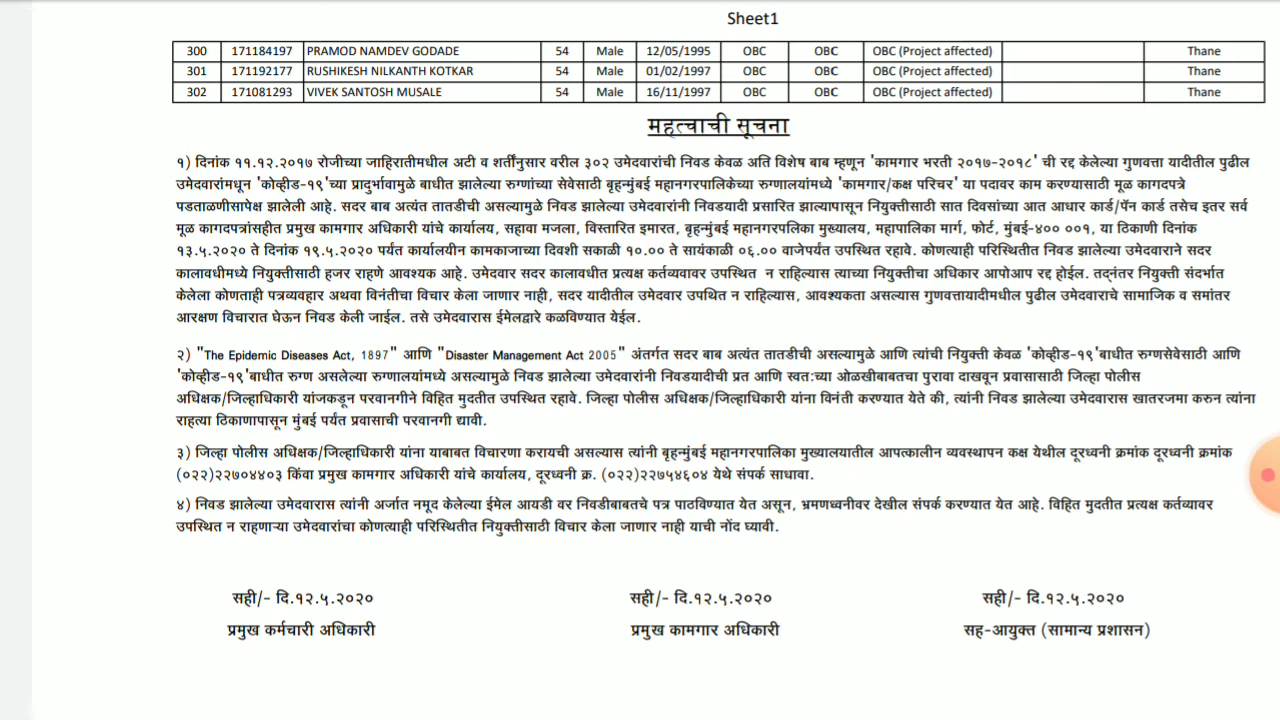 Sheet1
300 171184197 PRAMOD NAMDEV GODADE 54 Male 12/05/1995 OBC OBC OBC (Project affected) Thane
301 171192177 RUSHIKESH NILKANTH KOTKAR 54 Male 01/02/1997 OBC OBC OBC (Project affected) Thane
302 171081293 VIVEK SANTOSH MUSALE 54 Male 16/11/1997 OBC OBC OBC (Project affected) Thane
महत्वाची सूचना
१) दिनांक ११.१२.२०१७ रोजीच्या जाहिरातीमधील अटी व शर्तींनुसार वरील ३०२ उमेदवारांची निवड केवळ अति विशेष बाब म्हणून 'कामगार भरती २०१७-२०१८' ची रद्द केलेल्या गुणवत्ता यादीतील पुढील
उमेदवारांमधून 'कोव्हीड-१९'च्या प्रादुर्भावामुळे बाधीत झालेल्या रुग्णांच्या सेवेसाठी बृहन्मुंबई महानगरपालिकेच्या रुग्णालयांमध्ये 'कामगार/कक्ष परिचर' या पदावर काम करण्यासाठी मूळ कागदपत्रे
पडताळणीसापेक्ष झालेली आहे. सदर बाब अत्यंत तातडीची असल्यामुळे निवड झालेल्या उमेदवारांनी निवडयादी प्रसारित झाल्यापासून नियुक्तीसाठी सात दिवसांच्या आत आधार कार्ड/पॅन कार्ड तसेच इतर सर्व
मूळ कागदपत्रांसहीत प्रमुख कामगार अधिकारी यांचे कार्यालय, सहावा मजला, विस्तारित इमारत, बृहन्मुंबई महानगरपलिका मुख्यालय, महापालिका मार्ग, फोर्ट, मुंबई-४०० ००१, या ठिकाणी दिनांक
१३.५.२०२० ते दिनांक १९.५.२०२० पर्यंत कार्यालयीन कामकाजाच्या दिवशी सकाळी १०.०० ते सायंकाळी ०६.०० वाजेपर्यंत उपस्थित रहावे. कोणत्याही परिस्थितीत निवड झालेल्या उमेदवाराने सदर
कालावधीमध्ये नियुक्तीसाठी हजर राहणे आवश्यक आहे. उमेदवार सदर कालावधीत प्रत्यक्ष कर्तव्यवावर उपस्थित न राहिल्यास त्याच्या नियुक्तीचा अधिकार आपोआप रद्द होईल. तद्नंतर नियुक्ती संदर्भात
केलेला कोणताही पत्रव्यवहार अथवा विनंतीचा विचार केला जाणार नाही, सदर यादीतील उमेदवार उपथित न राहिल्यास, आवश्यकता असल्यास गुणवत्तायादीमधील पुढील उमेदवाराचे सामाजिक व समांतर
आरक्षण विचारात घेऊन निवड केली जाईल. तसे उमेदवारास ईमेलद्वारे कळविण्यात येईल.
२) "The Epidemic Diseases Act, 1897" आणि "Disaster Management Act 2005" अंतर्गत सदर बाब अत्यंत तातडीची असल्यामुळे आणि त्यांची नियुक्ती केवळ 'कोव्हीड-१९'बाधीत रुग्णसेवेसाठी आणि
'कोव्हीड-१९'बाधीत रुग्ण असलेल्या रुग्णालयांमध्ये असल्यामुळे निवड झालेल्या उमेदवारांनी निवडयादीची प्रत आणि स्वत:च्या ओळखीबाबतचा पुरावा दाखवून प्रवासासाठी जिल्हा पोलीस
अधिक्षक/जिल्हाधिकारी यांजकडून परवानगीने विहित मुदतीत उपस्थित रहावे. जिल्हा पोलीस अधिक्षक/जिल्हाधिकारी यांना विनंती करण्यात येते की, त्यांनी निवड झालेल्या उमेदवारास खातरजमा करुन त्यांना
राहत्या ठिकाणापासून मुंबई पर्यंत प्रवासाची परवानगी द्यावी.
३) जिल्हा पोलीस अधिक्षक/जिल्हाधिकारी यांना याबाबत विचारणा करायची असल्यास त्यांनी बृहन्मुंबई महानगरपालिका मुख्यालयातील आपत्कालीन व्यवस्थापन कक्ष येथील दूरध्वनी क्रमांक दूरध्वनी क्रमांक
(०२२)२२७०४४०३ किंवा प्रमुख कामगार अधिकारी यांचे कार्यालय, दूरध्वनी क्र. (०२२)२२७५४६०४ येथे संपर्क साधावा.
४) निवड झालेल्या उमेदवारास त्यांनी अर्जात नमूद केलेल्या ईमेल आयडी वर निवडीबाबतचे पत्र पाठविण्यात येत असून, भ्रमणध्वनीवर देखील संपर्क करण्यात येत आहे. विहित मुदतीत प्रत्यक्ष कर्तव्यावर
उपस्थित न राहणाऱ्या उमेदवारांचा कोणत्याही परिस्थितीत नियुक्तीसाठी विचार केला जाणार नाही याची नोंद घ्यावी.
सही/- दि.१२.५.२०२० सही/- दि.१२.५.२०२० सही/- दि.१२.५.२०२०
प्रमुख कर्मचारी अधिकारी प्रमुख कामगार अधिकारी सह-आयुक्त (सामान्य प्रशासन)